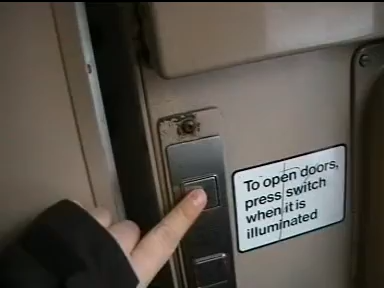 To open doors,
press switch
when it is
illuminated